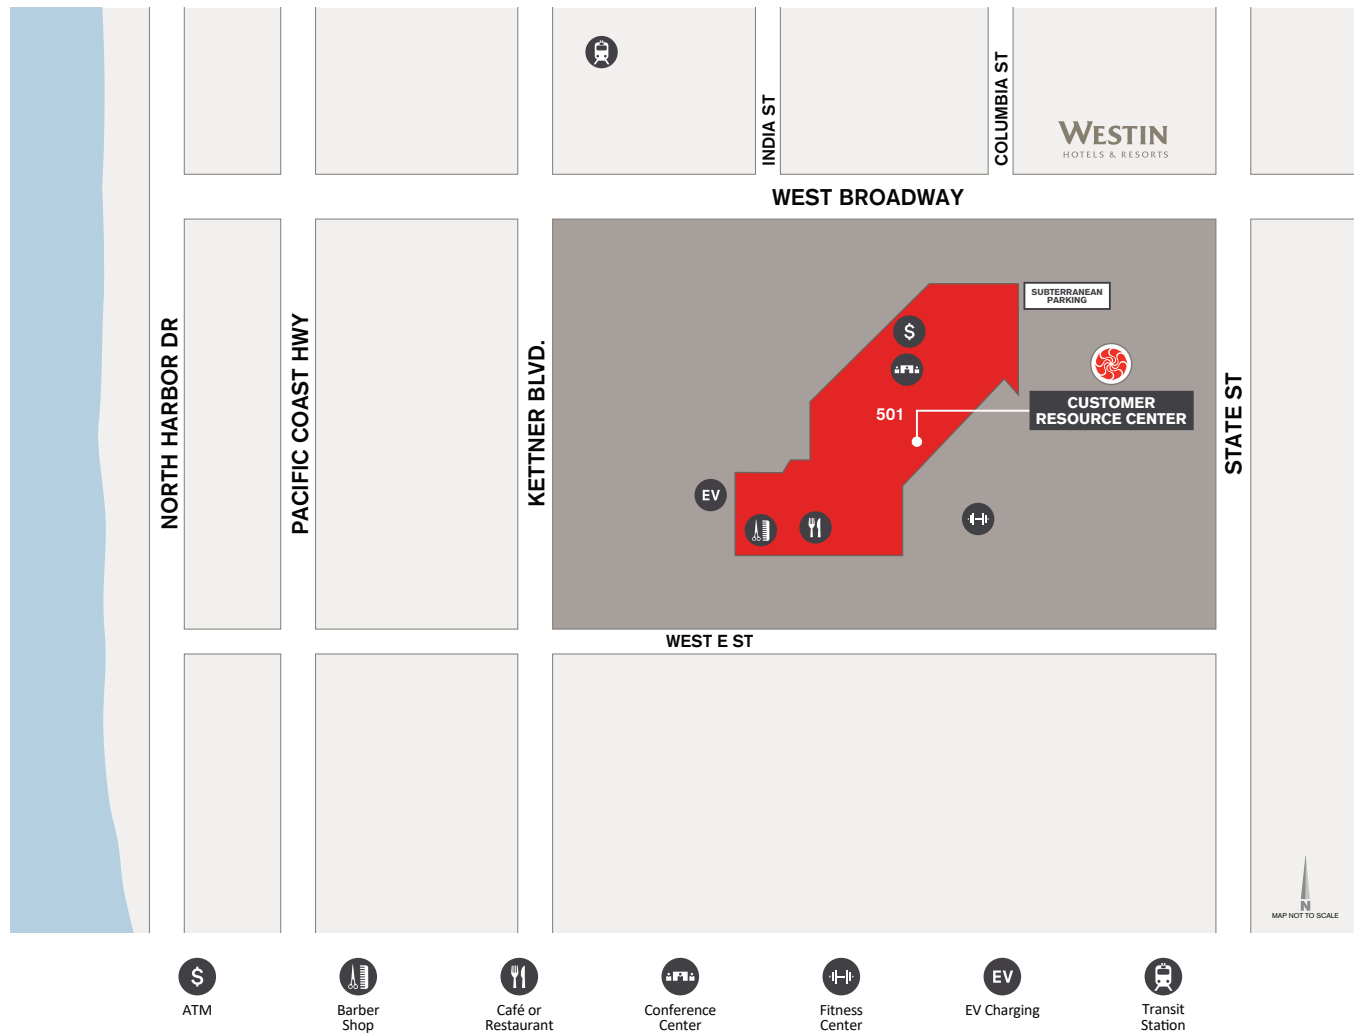 INDIA ST
COLUMBIA ST
WESTIN
HOTELS & RESORTS
WEST BROADWAY
NORTH HARBOR DR
PACIFIC COAST HWY
KETTNER BLVD.
STATE ST
SUBTERRANEAN
PARKING
$
501
CUSTOMER
RESOURCE CENTER
EV
WEST E ST
N
MAP NOT TO SCALE
$
EV
ATM
Barber
Shop
Café or
Restaurant
Conference
Center
Fitness
Center
EV Charging
Transit
Station